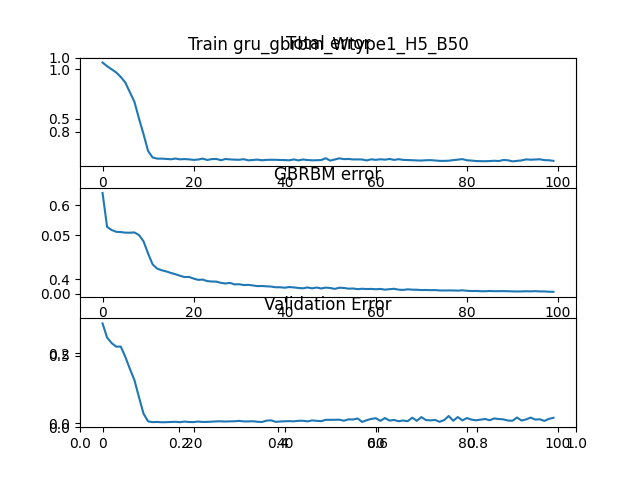 Train gru_gbrbm_Wtype1_H5_B50
Total error
1.0
1.0
0.5
0.8
0 20 40 60 80 100
GBRBM error
0.6
0.05
0.4
0.00
0 20 40 60 80 100
Validation Error
0.2
0.0
0.0
0.0 0 0.2 20 0.4 40 0.6 60 80 0.8 100 1.0